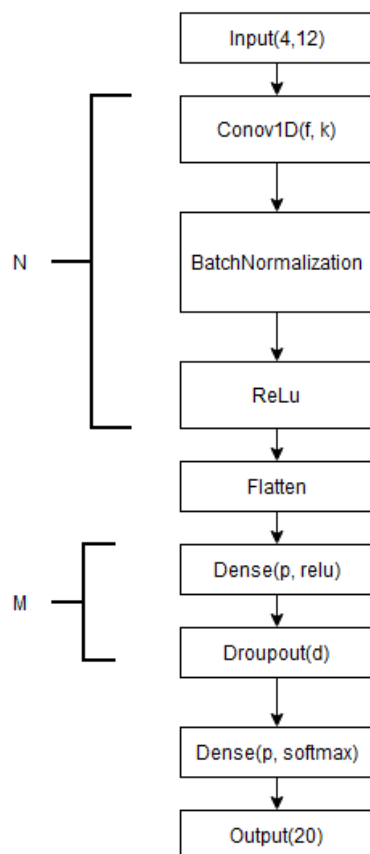 Input(4,12)
Conov1D(f, k)
N
BatchNormalization
ReLu
Flatten
M
Dense(p, relu)
Droupout(d)
Dense(p, softmax)
Output(20)